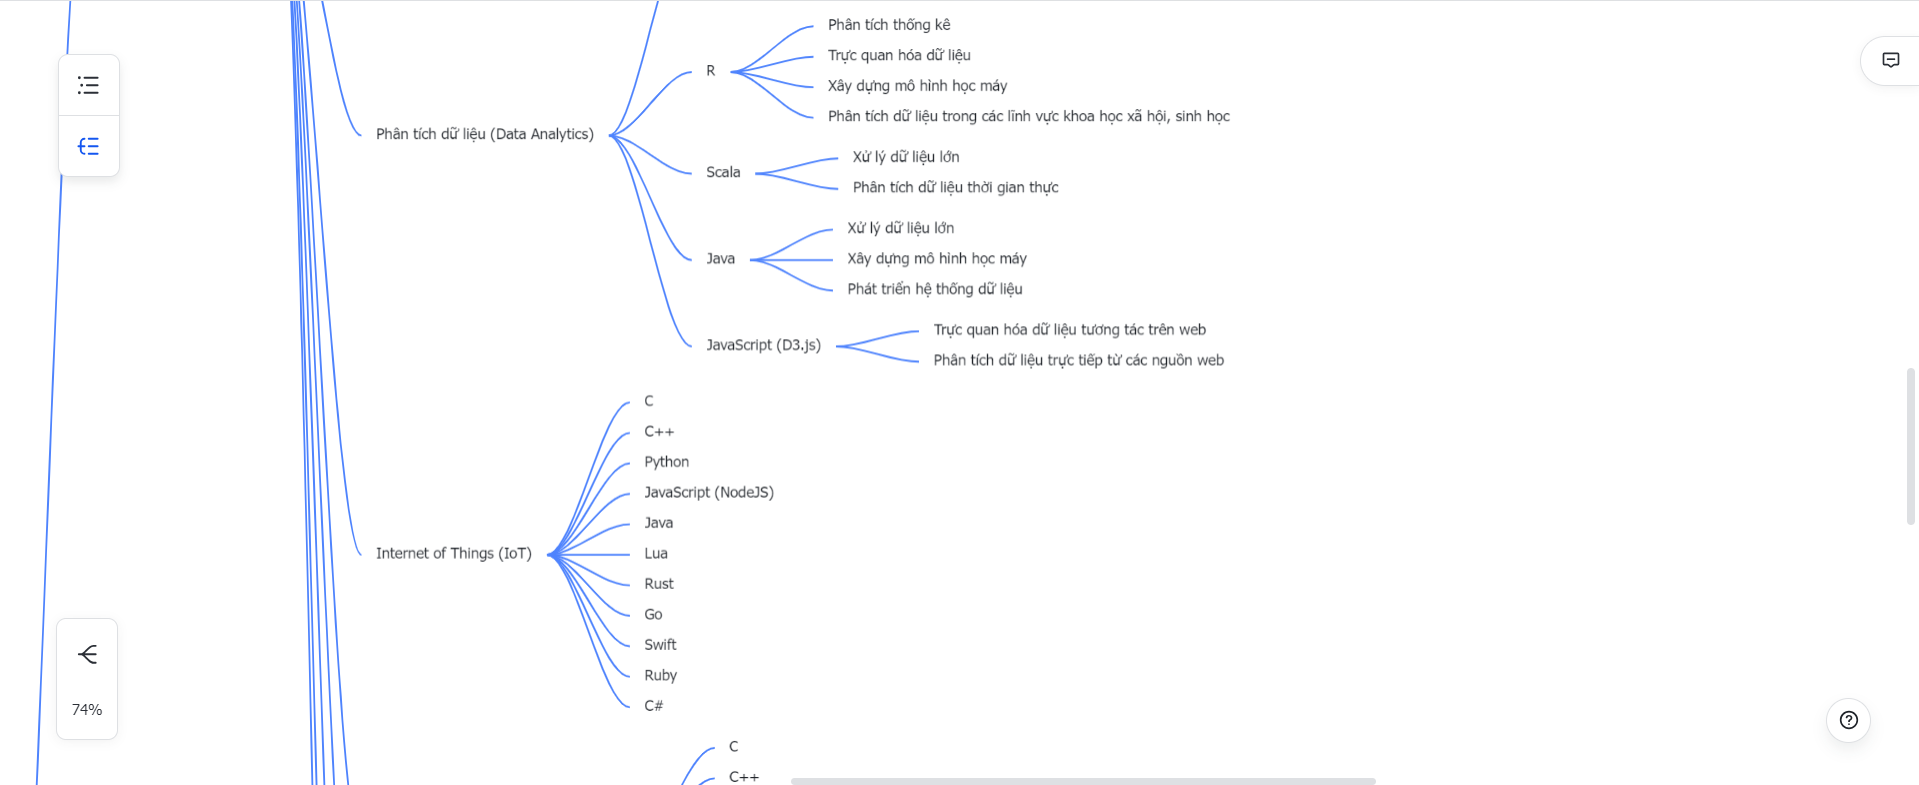 Phân tích dữ liệu (Data Analytics)
R
Phân tích thống kê
Trực quan hóa dữ liệu
Xây dựng mô hình học máy
Phân tích dữ liệu trong các lĩnh vực khoa học xã hội, sinh học
Scala
Xử lý dữ liệu lớn
Phân tích dữ liệu thời gian thực
Java
Xử lý dữ liệu lớn
Xây dựng mô hình học máy
Phát triển hệ thống dữ liệu
JavaScript (D3.js)
Trực quan hóa dữ liệu tương tác trên web
Phân tích dữ liệu trực tiếp từ các nguồn web
Internet of Things (IoT)
C
C++
Python
JavaScript (NodeJS)
Java
Lua
Rust
Go
Swift
Ruby
C#
C
C++
74%